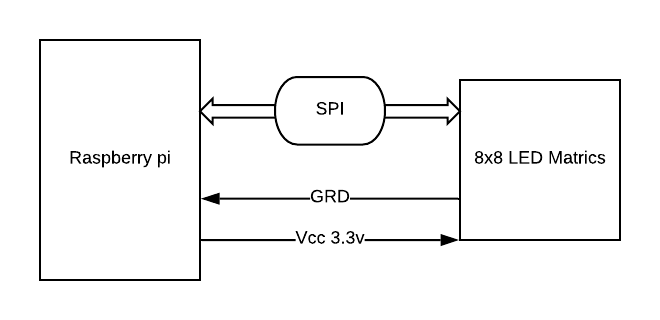 SPI
Raspberry pi
8x8 LED Matrics
GRD
Vcc 3.3v